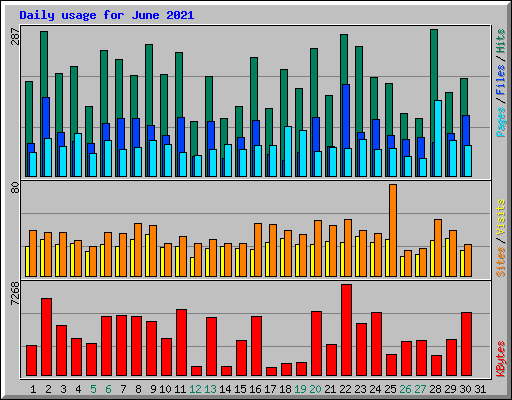 Daily usage for June 2021
287
Pages / Files / Hits
80
Sites / Visits
7268
KBytes
1 2 3 4 5 6 7 8 9 10 11 12 13 14 15 16 17 18 19 20 21 22 23 24 25 26 27 28 29 30 31